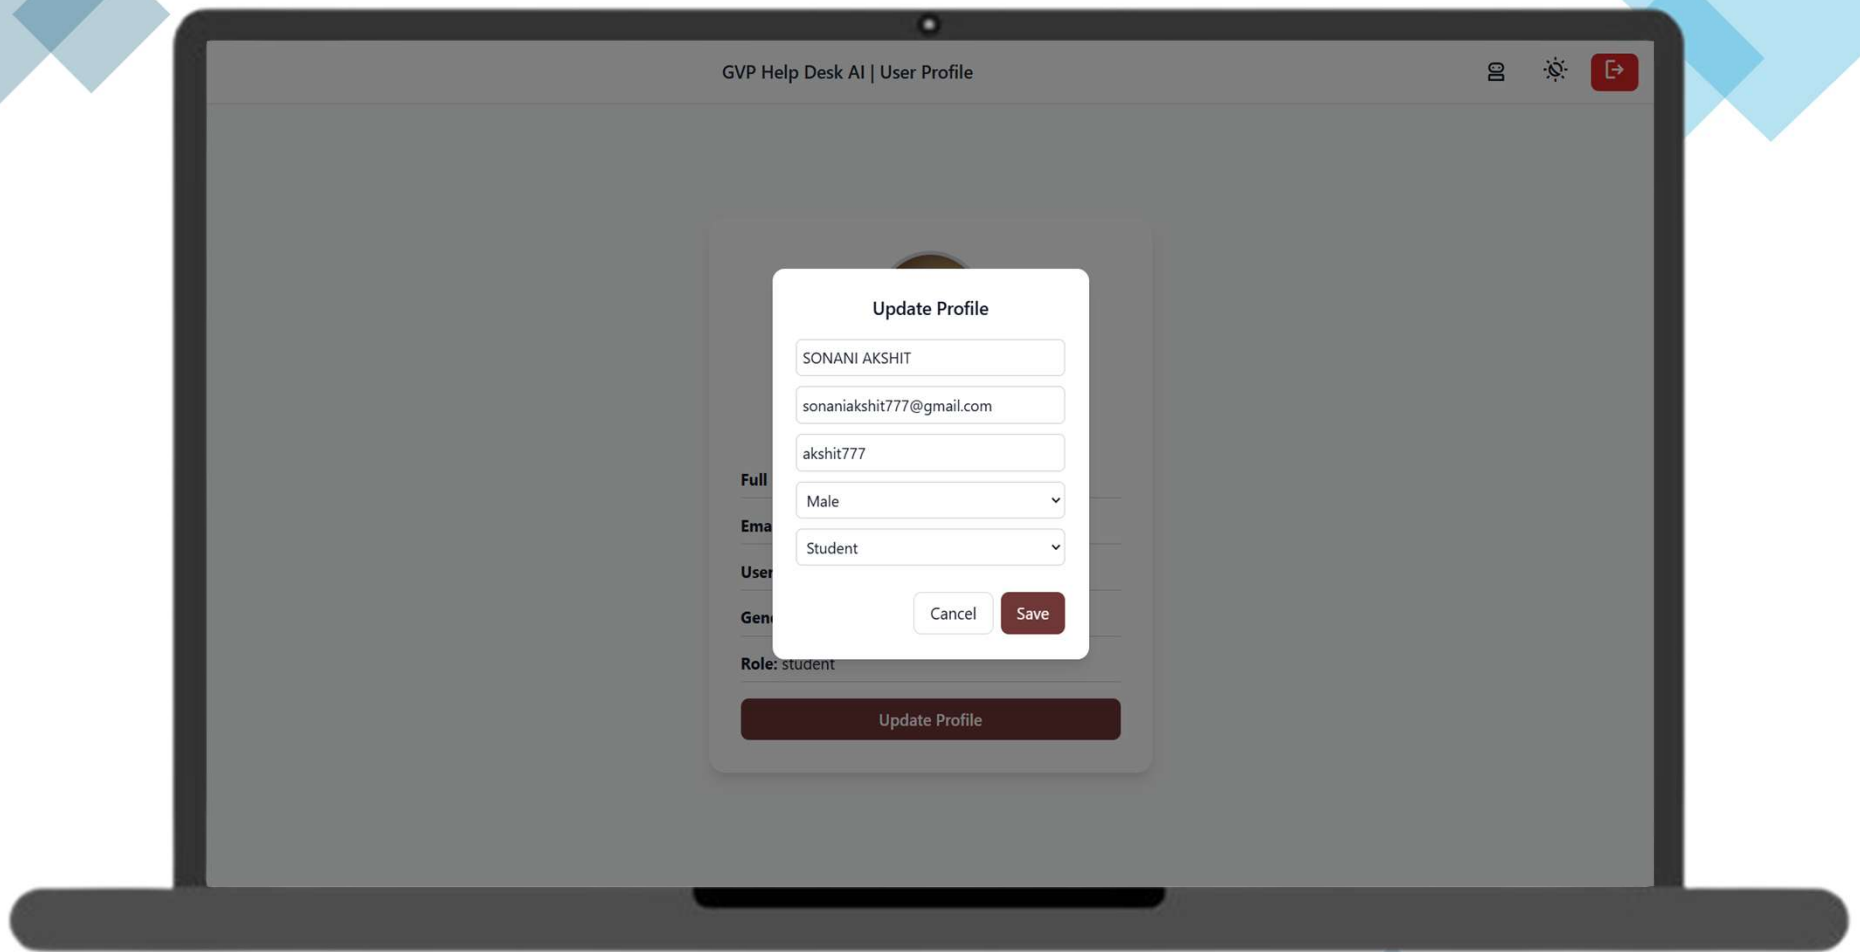 GVP Help Desk AI | User Profile
Update Profile
SONANI AKSHIT
sonaniakshit777@gmail.com
akshit777
Male
Student
Cancel Save
Full
Ema
User
Gen
Role: student
Update Profile